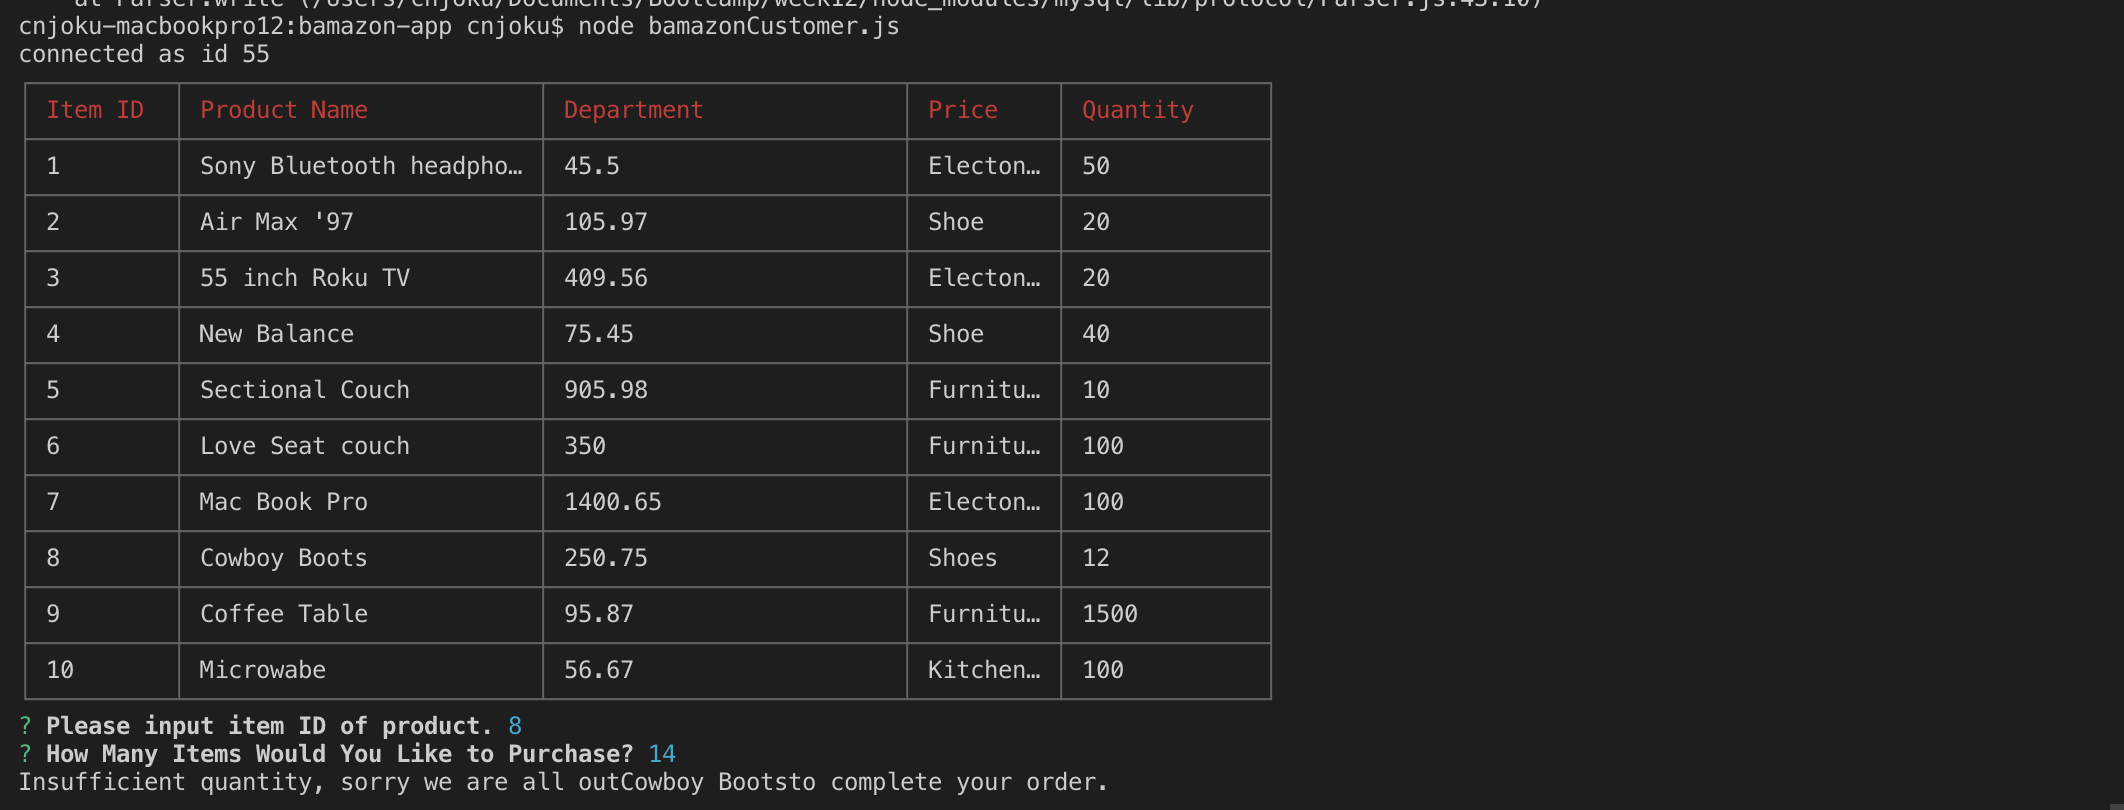 at Parser.write (/Users/cnjoku/Documents/Bootcamp/week12/node_modules/mysql/lib/protocol/Parser.js:43:10)
cnjoku-macbookpro12:bamazon-app cnjoku$ node bamazonCustomer.js
connected as id 55
Item ID Product Name Department Price Quantity
1 Sony Bluetooth headpho… 45.5 Electon… 50
2 Air Max '97 105.97 Shoe 20
3 55 inch Roku TV 409.56 Electon… 20
4 New Balance 75.45 Shoe 40
5 Sectional Couch 905.98 Furnitu… 10
6 Love Seat couch 350 Furnitu… 100
7 Mac Book Pro 1400.65 Electon… 100
8 Cowboy Boots 250.75 Shoes 12
9 Coffee Table 95.87 Furnitu… 1500
10 Microwabe 56.67 Kitchen… 100
? Please input item ID of product. 8
? How Many Items Would You Like to Purchase? 14
Insufficient quantity, sorry we are all outCowboy Bootsto complete your order.